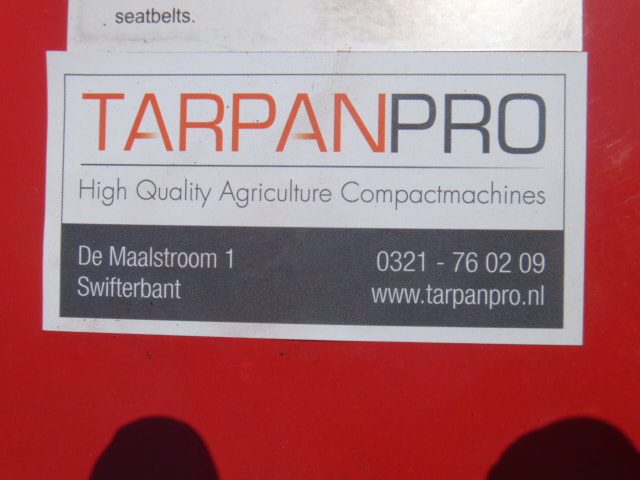 seatbelts.
TARPANPRO
High Quality Agriculture Compactmachines
De Maalstroom 1
0321 - 76 02 09
Swifterbant
www.tarpanpro.nl